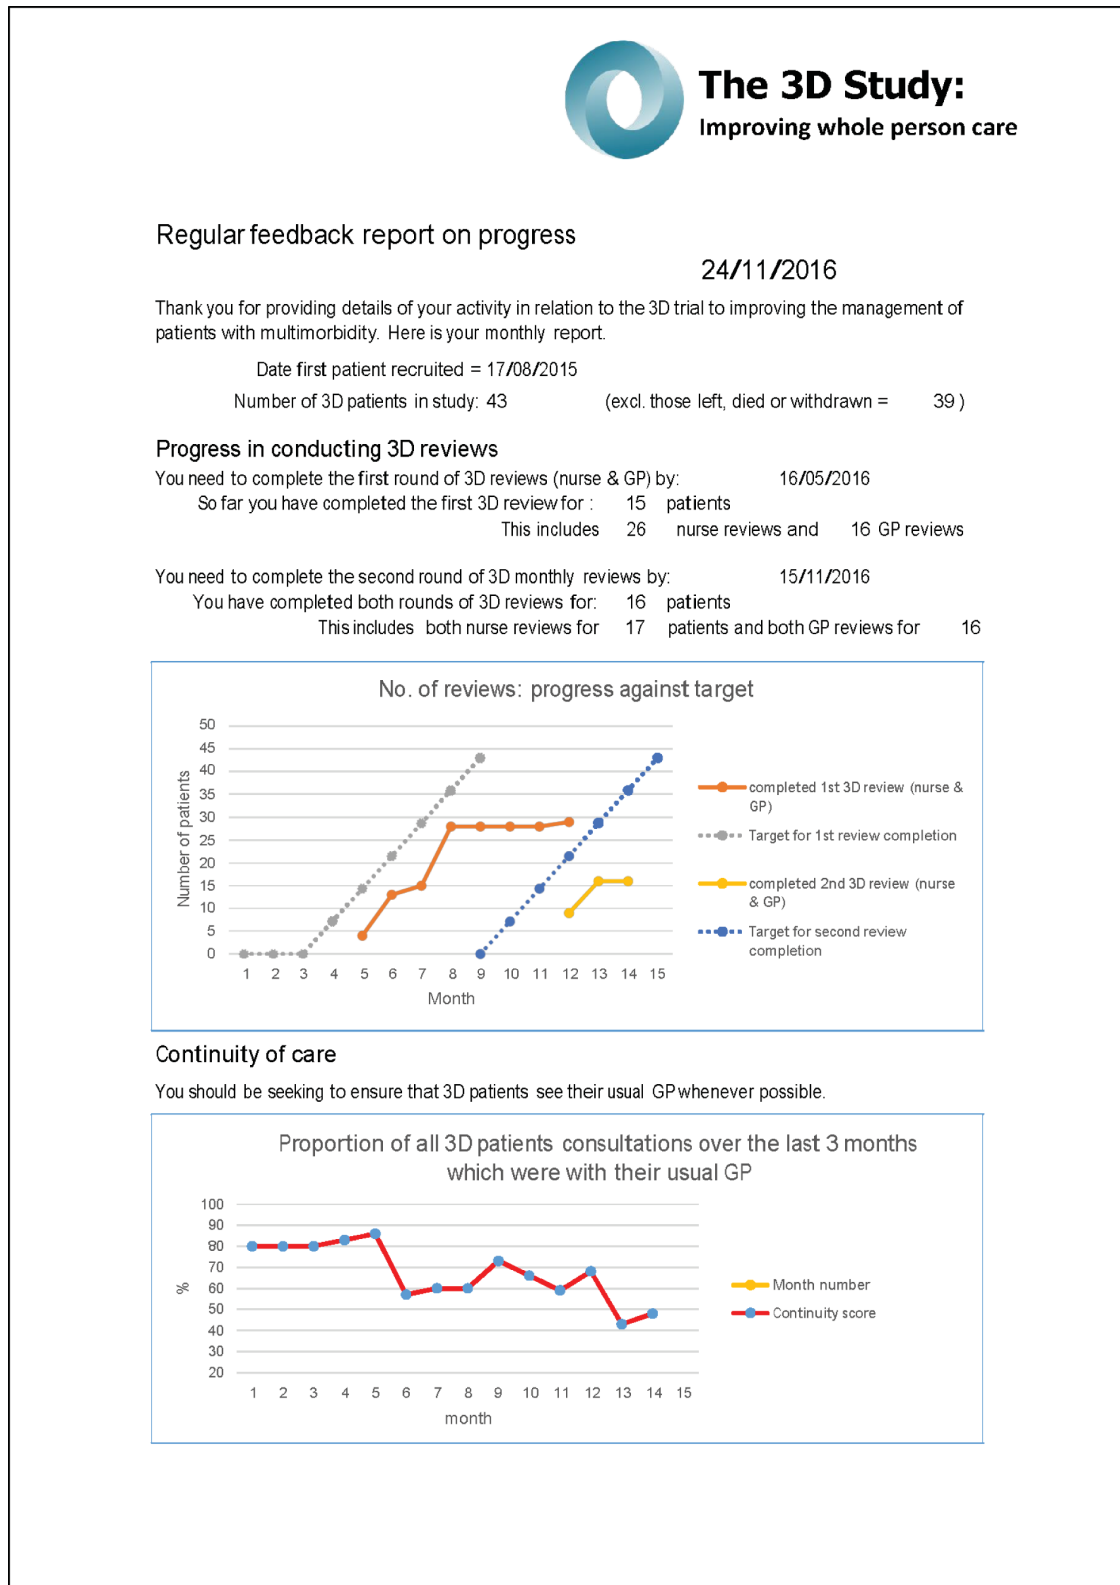 The 3D Study:
Improving whole person care
Regular feedback report on progress
24/11/2016
Thank you for providing details of your activity in relation to the 3D trial to improving the management of
patients with multimorbidity. Here is your monthly report.
Date first patient recruited = 17/08/2015
Number of 3D patients in study: 43 (excl. those left, died or withdrawn = 39 )
Progress in conducting 3D reviews
You need to complete the first round of 3D reviews (nurse & GP) by: 16/05/2016
So far you have completed the first 3D review for : 15 patients
This includes 26 nurse reviews and 16 GP reviews
You need to complete the second round of 3D monthly reviews by: 15/11/2016
You have completed both rounds of 3D reviews for: 16 patients
This includes both nurse reviews for 17 patients and both GP reviews for 16
No. of reviews: progress against target
Number of patients
50
45
40
35
30
25
20
15
10
5
0
1 2 3 4 5 6 7 8 9 10 11 12 13 14 15
Month
completed 1st 3D review (nurse &
GP)
Target for 1st review completion
completed 2nd 3D review (nurse
& GP)
Target for second review
completion
Continuity of care
You should be seeking to ensure that 3D patients see their usual GP whenever possible.
Proportion of all 3D patients consultations over the last 3 months
which were with their usual GP
%
100
90
80
70
60
50
40
30
20
1 2 3 4 5 6 7 8 9 10 11 12 13 14 15
month
Month number
Continuity score